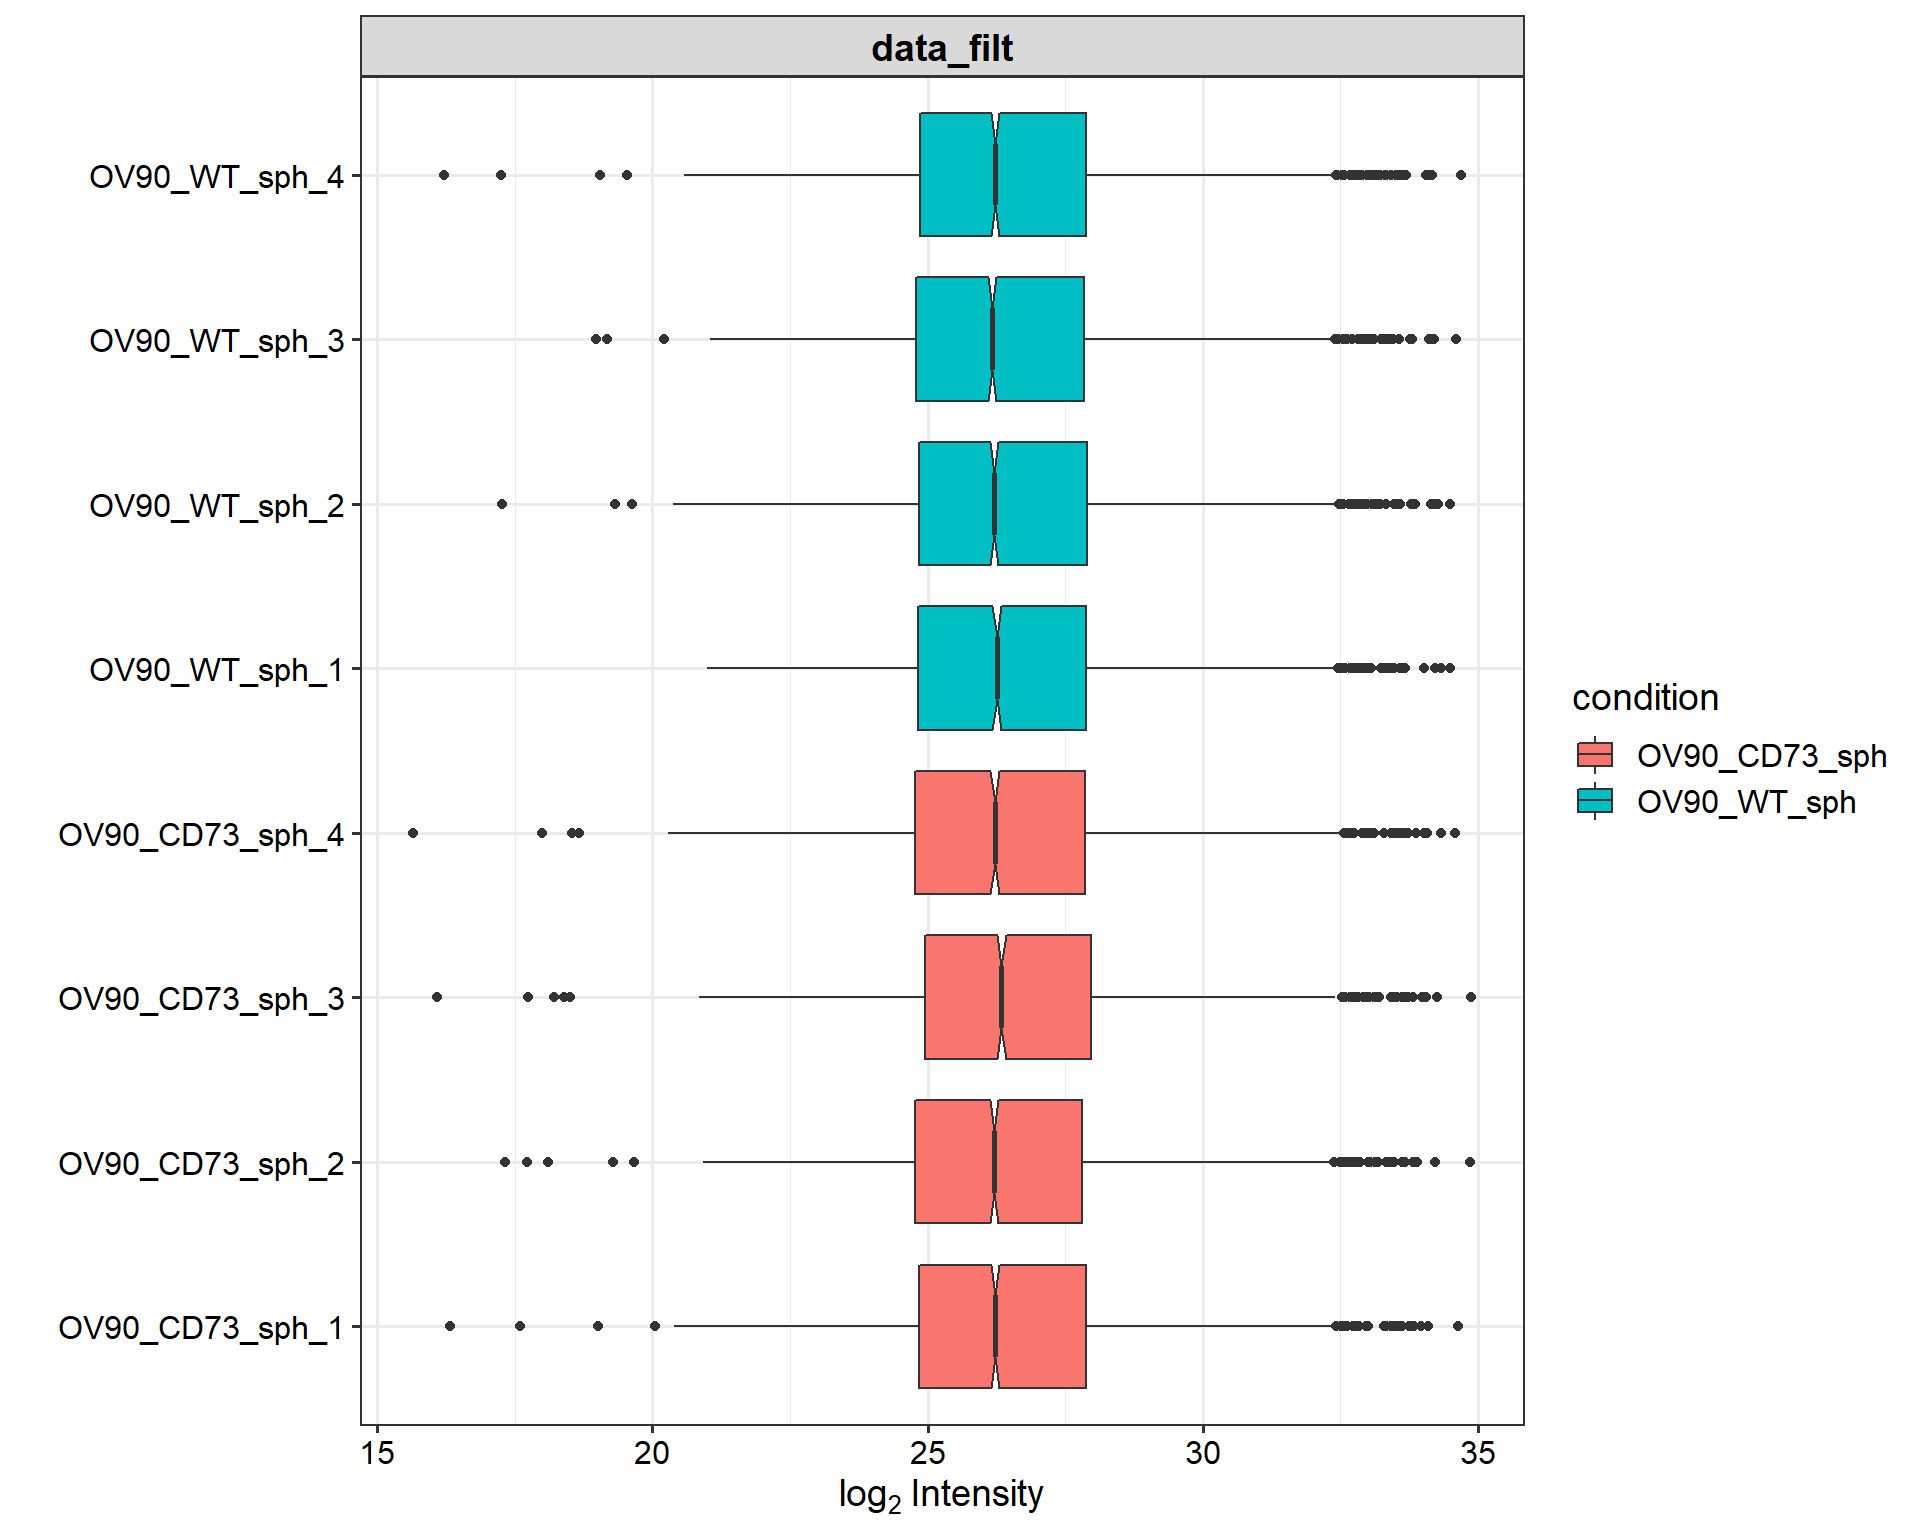 data_filt
OV90_WT_sph_4
OV90_WT_sph_3
OV90_WT_sph_2
OV90_WT_sph_1
OV90_CD73_sph_4
OV90_CD73_sph_3
OV90_CD73_sph_2
OV90_CD73_sph_1
15 20 25 30 35
log2 Intensity
condition
OV90_CD73_sph
OV90_WT_sph